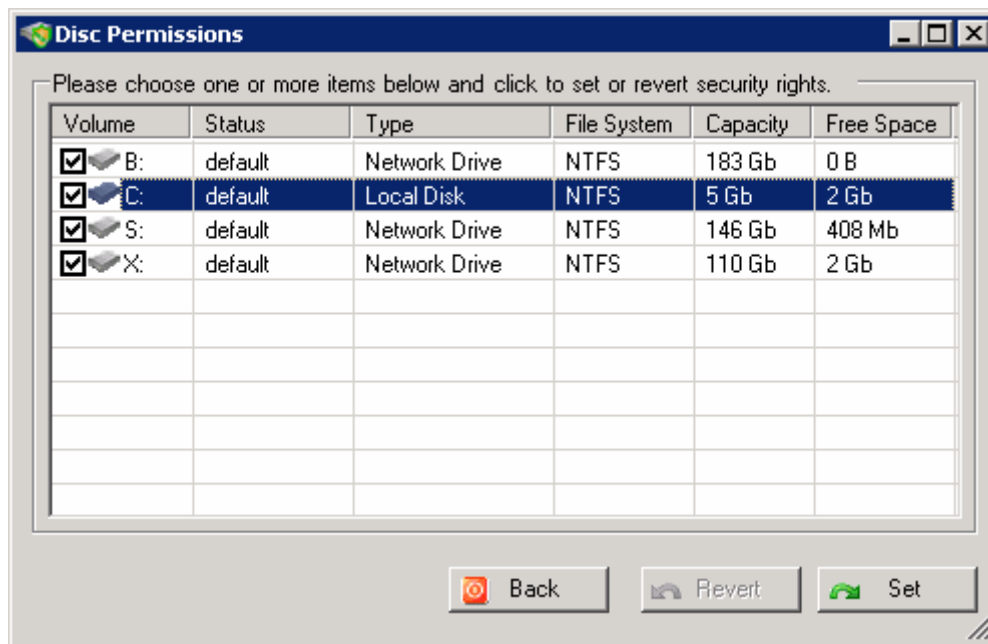 Disc Permissions
Please choose one or more items below and click to set or revert security rights.
Volume Status Type File System Capacity Free Space
B: default Network Drive NTFS 183 Gb 0 B
C: default Local Disk NTFS 5 Gb 2 Gb
S: default Network Drive NTFS 146 Gb 408 Mb
X: default Network Drive NTFS 110 Gb 2 Gb
Back Revert Set